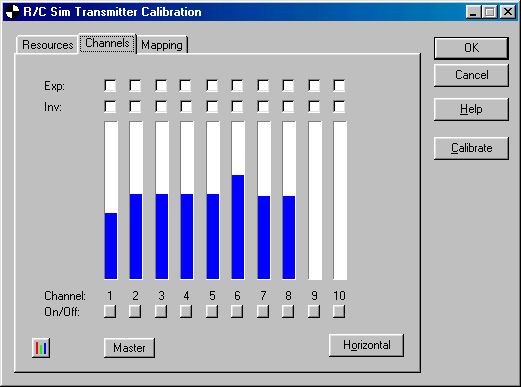 R/C Sim Transmitter Calibration
Resources Channels Mapping
OK
Cancel
Help
Calibrate
Exp:
Inv:
Channel: 1 2 3 4 5 6 7 8 9 10
On/Off:
Master
Horizontal